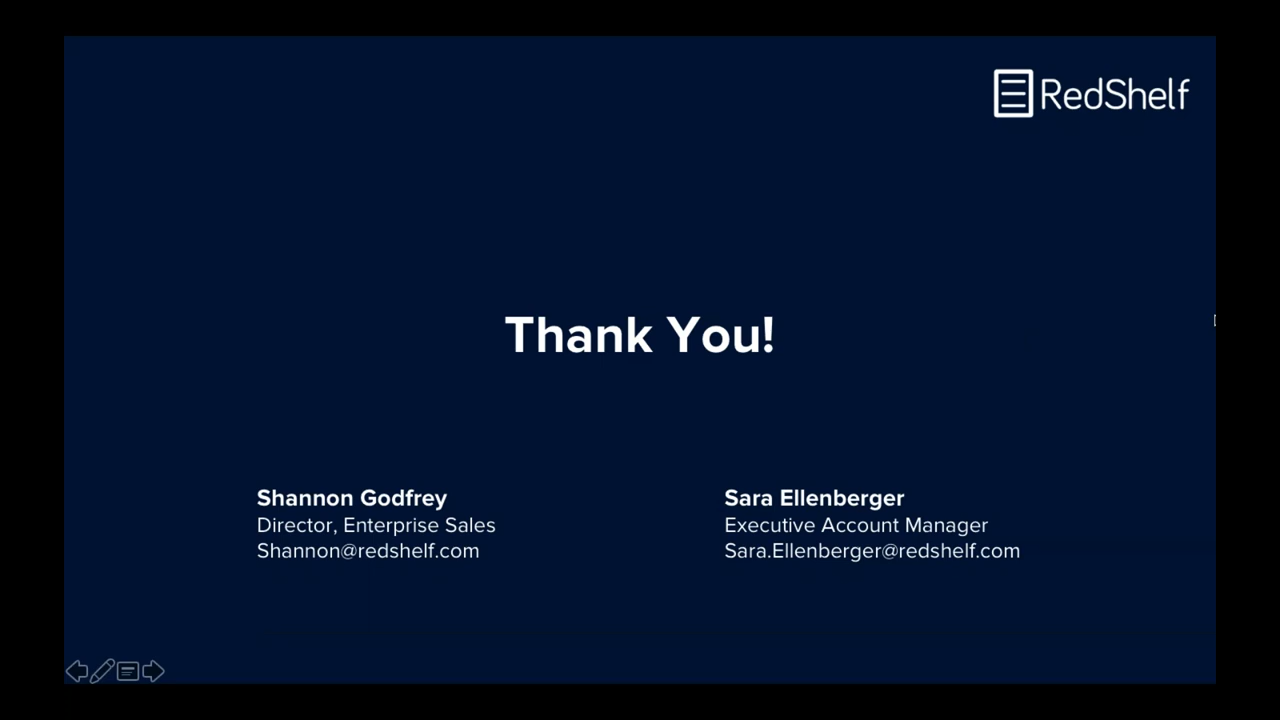 RedShelf
Thank You!
Shannon Godfrey
Director, Enterprise Sales
Shannon@redshelf.com
Sara Ellenberger
Executive Account Manager
Sara.Ellenberger@redshelf.com